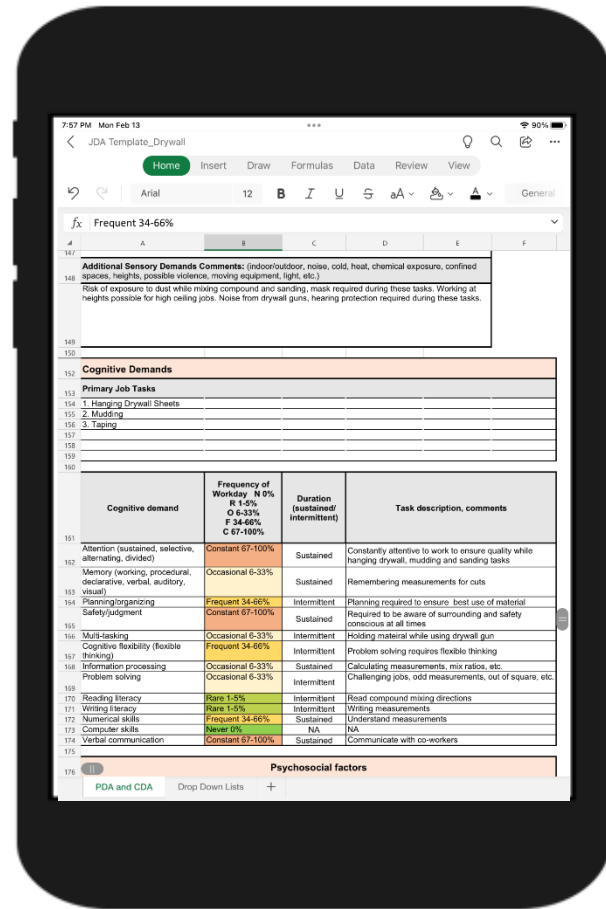 7:57 PM Mon Feb 13 90%
JDA Template_Drywall
Home Insert Draw Formulas Data Review View
Arial 12 B I U S aA A General
fx Frequent 34-66%
A B C D E F
147
Additional Sensory Demands Comments: (indoor/outdoor, noise, cold, heat, chemical exposure, confined
148 spaces, heights, possible violence, moving equipment, light, etc.)
Risk of exposure to dust while mixing compound and sanding, mask required during these tasks. Working at
heights possible for high ceiling jobs. Noise from drywall guns, hearing protection required during these tasks.
149
150
152 Cognitive Demands
153 Primary Job Tasks
154 1. Hanging Drywall Sheets
155 2. Mudding
156 3. Taping
157
158
159
160
Cognitive demand
Frequency of
Workday N 0%
R 1-5%
O 6-33%
F 34-66%
C 67-100%
Duration
(sustained/
intermittent)
Task description, comments
161
Attention (sustained, selective,
162 alternating, divided)
Constant 67-100%
Sustained
Constantly attentive to work to ensure quality while
hanging drywall, mudding and sanding tasks
Memory (working, procedural,
declarative, verbal, auditory,
163 visual)
Occasional 6-33%
Sustained
Remembering measurements for cuts
164 Planning/organizing Frequent 34-66% Intermittent Planning required to ensure best use of material
Safety/judgment
165
Constant 67-100%
Sustained
Required to be aware of surrounding and safety
conscious at all times
166 Multi-tasking Occasional 6-33% Intermittent Holding mateiral while using drywall gun
Cognitive flexibility (flexible
167 thinking)
Frequent 34-66%
Intermittent
Problem solving requires flexible thinking
168 Information processing Occasional 6-33% Sustained Calculating measurements, mix ratios, etc.
Problem solving
169
Occasional 6-33%
Intermittent
Challenging jobs, odd measurements, out of square, etc.
170 Reading literacy Rare 1-5% Intermittent Read compound mixing directions
171 Writing literacy Rare 1-5% Intermittent Writing measurements
172 Numerical skills Frequent 34-66% Sustained Understand measurements
173 Computer skills Never 0% NA NA
174 Verbal communication Constant 67-100% Sustained Communicate with co-workers
175
176 Psychosocial factors
PDA and CDA Drop Down Lists +